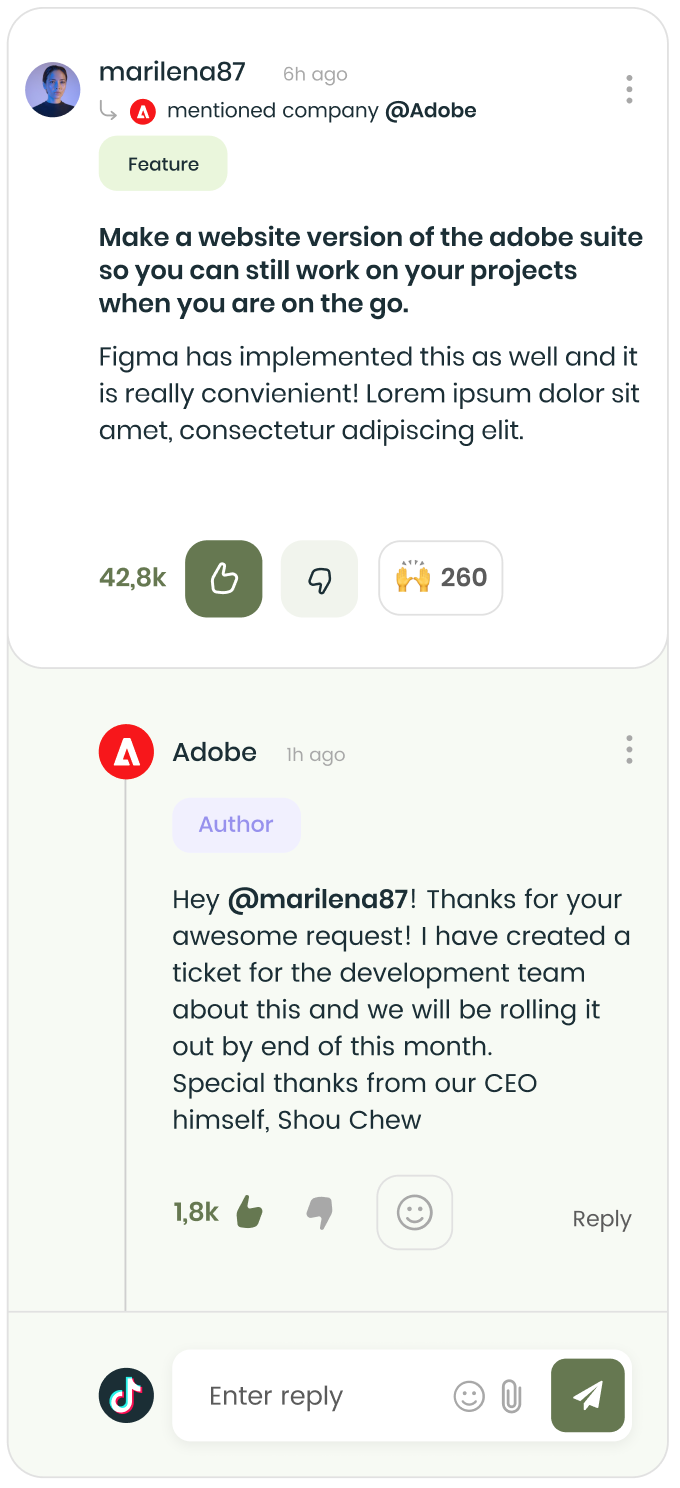 marilena87 6h ago
mentioned company @Adobe
Feature
Make a website version of the adobe suite
so you can still work on your projects
when you are on the go.
Figma has implemented this as well and it
is really convienient! Lorem ipsum dolor sit
amet, consectetur adipiscing elit.
42,8k 260
Adobe 1h ago
Author
Hey @marilena87! Thanks for your
awesome request! I have created a
ticket for the development team
about this and we will be rolling it
out by end of this month.
Special thanks from our CEO
himself, Shou Chew
1,8k Reply
Enter reply